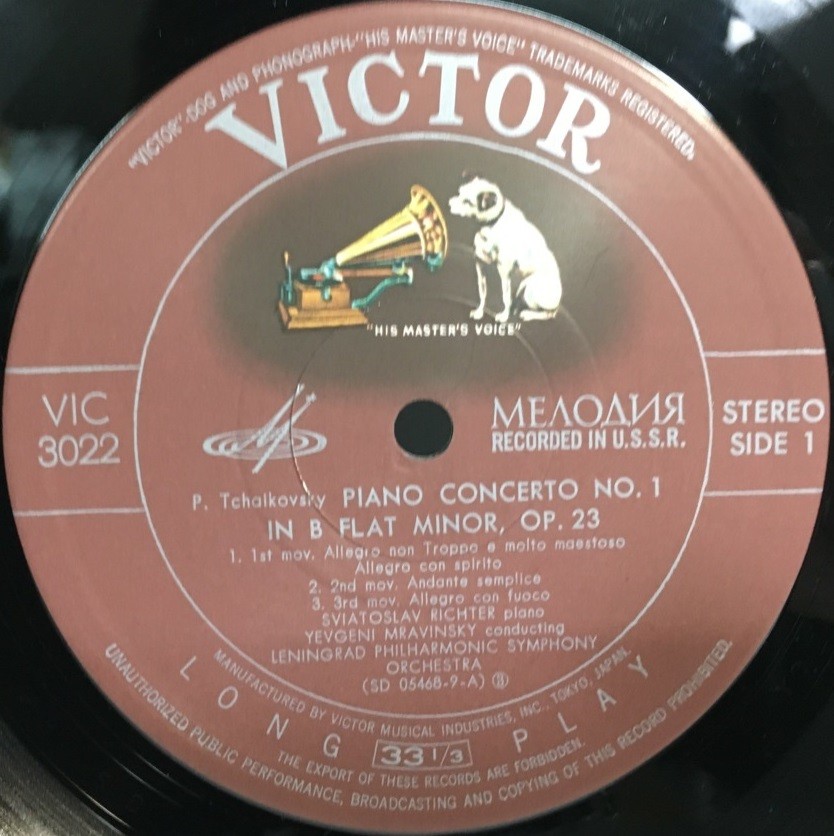 "VICTOR"-DOG AND PHONOGRAPH-"HIS MASTER'S VOICE" TRADEMARKS REGISTERED.
VICTOR
"HIS MASTER'S VOICE"
VIC
3022
МЕЛОДИЯ
RECORDED IN U.S.S.R.
STEREO
SIDE 1
P. Tchaikovsky PIANO CONCERTO NO. 1
IN B FLAT MINOR, OP. 23
1. 1st mov. Allegro non Troppo e molto maestoso
Allegro con spirito
2. 2nd mov. Andante semplice
3. 3rd mov. Allegro con fuoco
SVIATOSLAV RICHTER piano
YEVGENI MRAVINSKY conducting
LENINGRAD PHILHARMONIC SYMPHONY
ORCHESTRA
(SD 05468-9-A) Ⓑ
MANUFACTURED BY VICTOR MUSICAL INDUSTRIES, INC., TOKYO, JAPAN.
LONG 33 1/3 PLAY
THE EXPORT OF THESE RECORDS ARE FORBIDDEN.
UNAUTHORIZED PUBLIC PERFORMANCE, BROADCASTING AND COPYING OF THIS RECORD PROHIBITED.